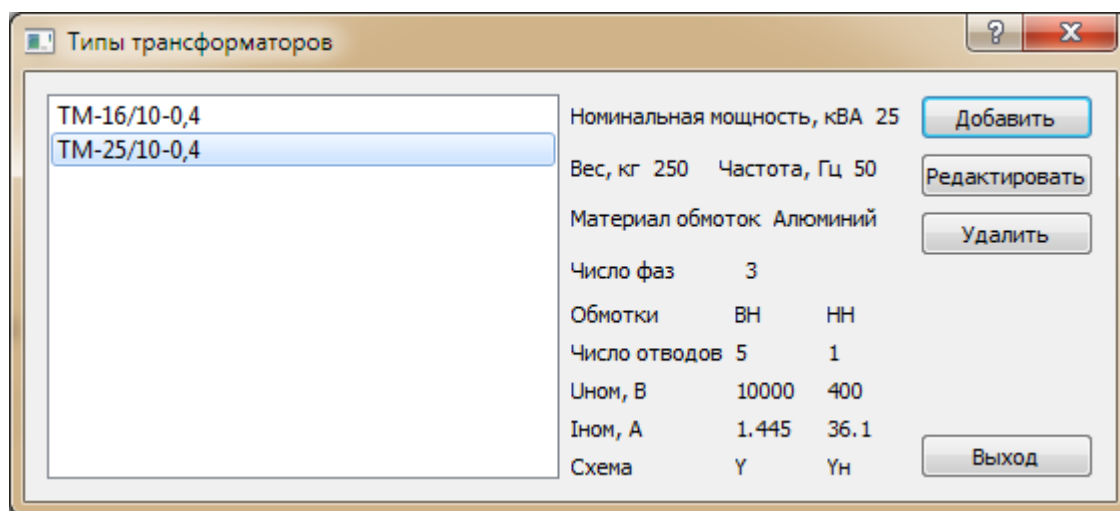 Типы трансформаторов
ТМ-16/10-0,4
ТМ-25/10-0,4
Номинальная мощность, кВА 25
Вес, кг 250 Частота, Гц 50
Материал обмоток Алюминий
Число фаз 3
Обмотки ВН НН
Число отводов 5 1
Uном, В 10000 400
Iном, А 1.445 36.1
Схема Y Yн
Добавить
Редактировать
Удалить
Выход